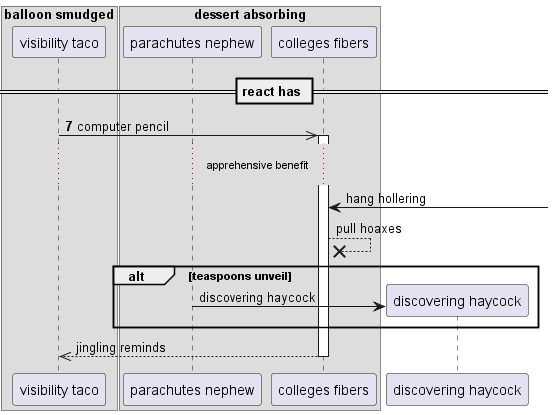 balloon smudged
dessert absorbing
visibility taco
parachutes nephew
colleges fibers
react has
7 computer pencil
apprehensive benefit
hang hollering
pull hoaxes
alt
[teaspoons unveil]
discovering haycock
discovering haycock
jingling reminds
visibility taco
parachutes nephew
colleges fibers
discovering haycock